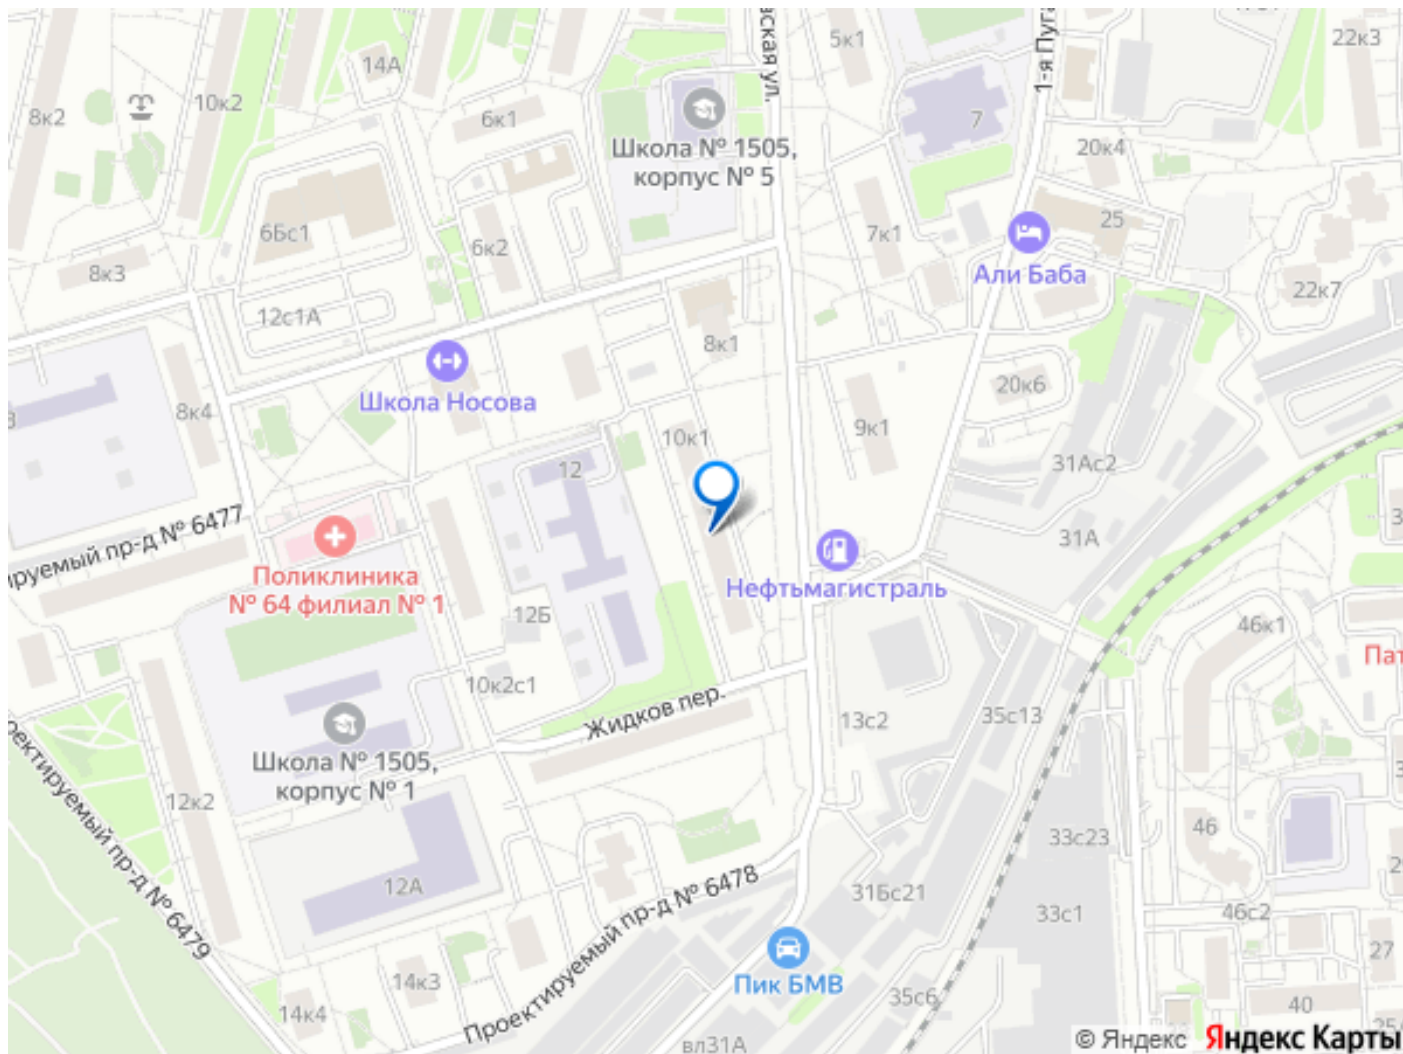 22к3
5к1
14А
8к2
10к2
6к1
7
20к4
Школа № 1505,
корпус № 5
вская ул.
1-я Пуга
6Бс1
6к2
7к1
25
8к3
Али Баба
22к7
12с1А
8к1
20к6
Школа Носова
8к4
9к1
10к1
12
31Ас2
31А
ируемый пр-д № 6477
Поликлиника
№ 64 филиал № 1
Нефтьмагистраль
12Б
46к1
Пат
10к2с1
Жидков пер.
13с2
35с13
Школа № 1505,
корпус № 1
12к2
46
33с23
12А
31Бс21
33с1
46с2
оектируемый пр-д № 6479
Проектируемый пр-д № 6478
27
14к3
Пик БМВ
35с6
40
14к4
вл31А
© Яндекс Яндекс Карты